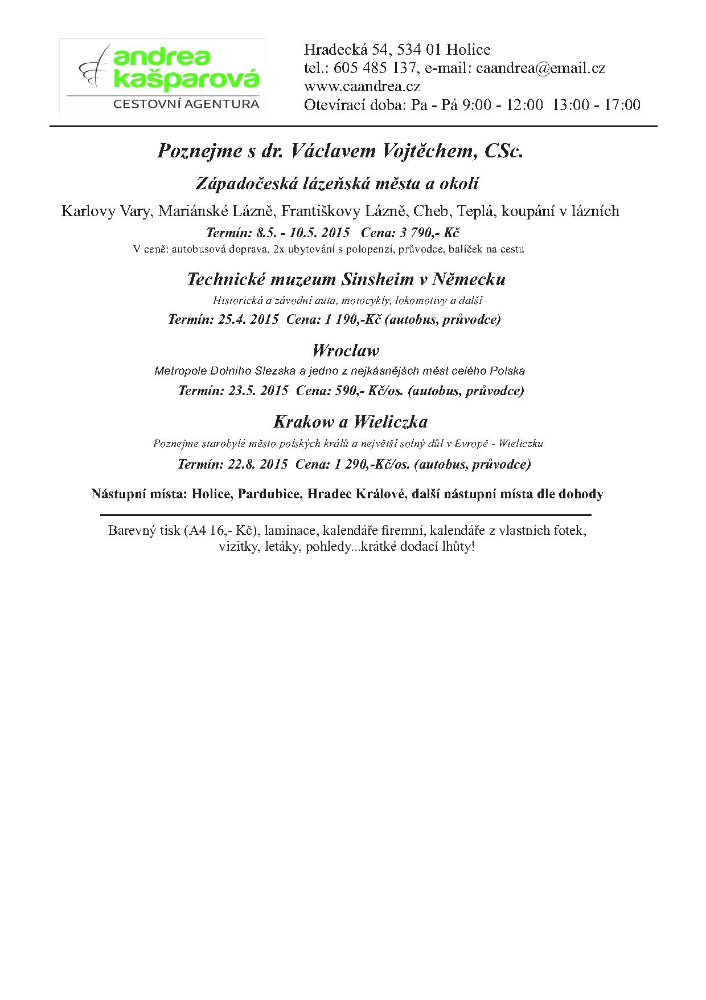 andrea
kašparová
CESTOVNÍ AGENTURA
Hradecká 54, 534 01 Holice
tel.: 605 485 137, e-mail: caandrea@email.cz
www.caandrea.cz
Otevírací doba: Pa - Pá 9:00 - 12:00  13:00 - 17:00
Poznejme s dr. Václavem Vojtěchem, CSc.
Západočeská lázeňská města a okolí
Karlovy Vary, Mariánské Lázně, Františkovy Lázně, Cheb, Teplá, koupání v lázních
Termín: 8.5. - 10.5. 2015   Cena: 3 790,- Kč
V ceně: autobusová doprava, 2x ubytování s polopenzí, průvodce, balíček na cestu
Technické muzeum Sinsheim v Německu
Historická a závodní auta, motocykly, lokomotivy a další
Termín: 25.4. 2015  Cena: 1 190,-Kč (autobus, průvodce)
Wroclaw
Metropole Dolního Slezska a jedno z nejkásnějšch měst celého Polska
Termín: 23.5. 2015  Cena: 590,- Kč/os. (autobus, průvodce)
Krakow a Wieliczka
Poznejme starobylé město polských králů a největší solný důl v Evropě - Wieliczku
Termín: 22.8. 2015  Cena: 1 290,-Kč/os. (autobus, průvodce)
Nástupní místa: Holice, Pardubice, Hradec Králové, další nástupní místa dle dohody
Barevný tisk (A4 16,- Kč), laminace, kalendáře firemní, kalendáře z vlastních fotek,
vizitky, letáky, pohledy...krátké dodací lhůty!